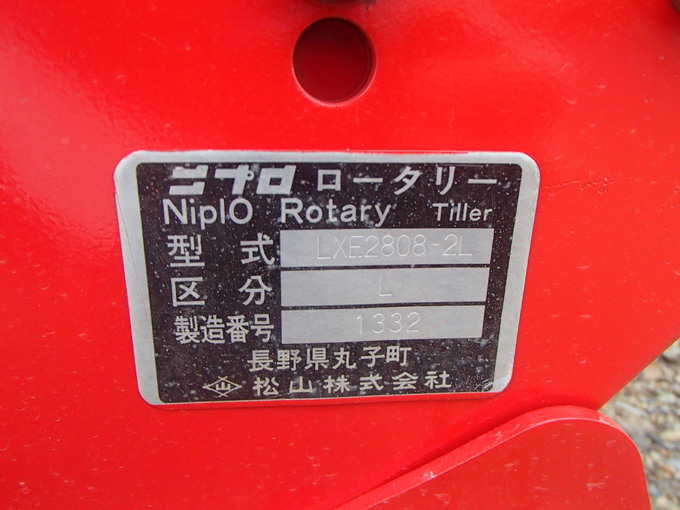 ニプロ ロータリー
NiplO Rotary Tiller
型式 LXE2808-2L
区分 L
製造番号 1332
長野県丸子町
山 松山株式会社